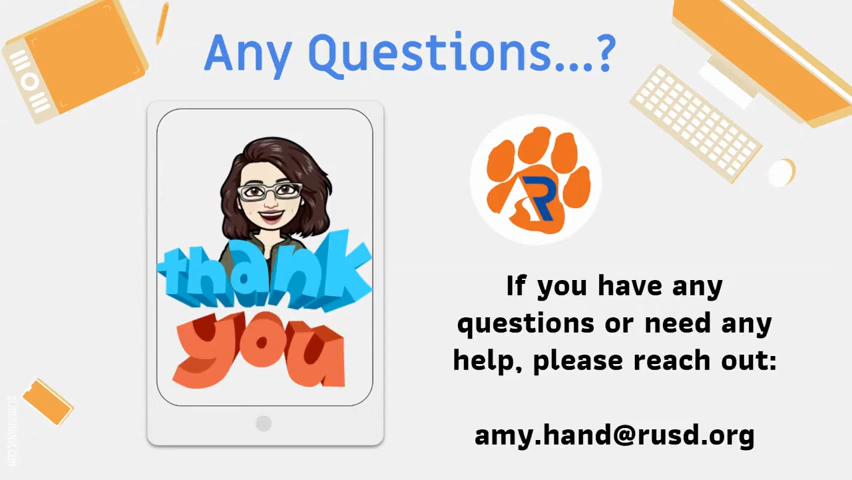 Any Questions...?
thank
you
AR
If you have any
questions or need any
help, please reach out:
amy.hand@rusd.org